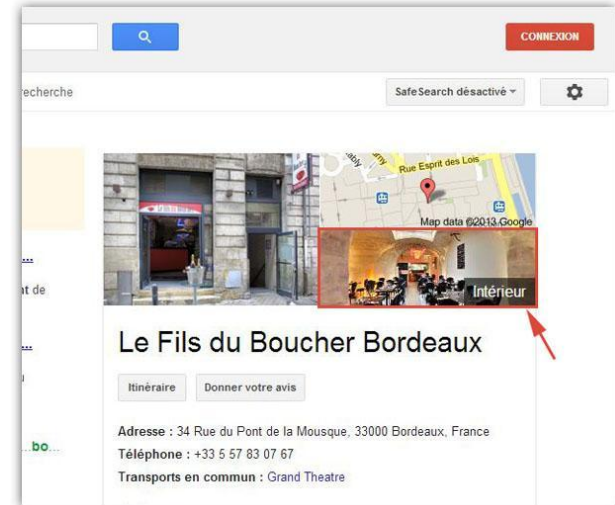 CONNEXION
recherche
SafeSearch désactivé
Rue Esprit des Lois
Map data ©2013 Google
Intérieur
...
nt de
...
Le Fils du Boucher Bordeaux
Itinéraire
Donner votre avis
Adresse : 34 Rue du Pont de la Mousque, 33000 Bordeaux, France
Téléphone : +33 5 57 83 07 67
...bo...
Transports en commun : Grand Theatre